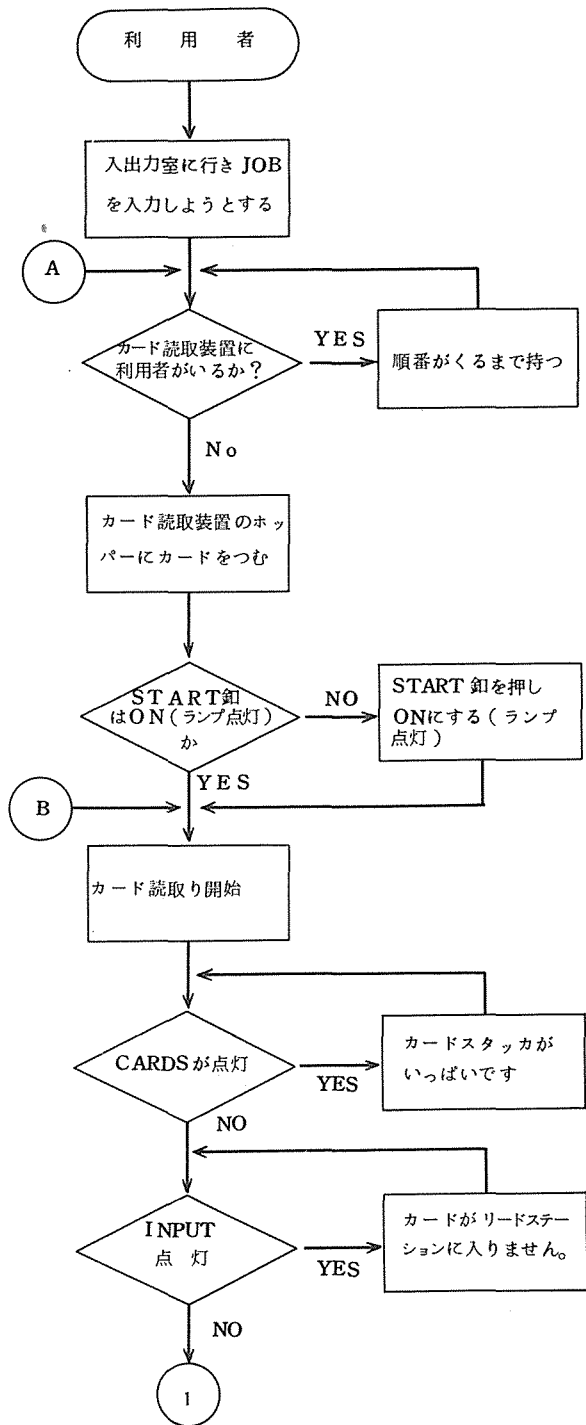 利用者
入出力室に行き JOB
を入力しようとする
A
カード読取装置に
利用者がいるか?
YES
順番がくるまで持つ
No
カード読取装置のホッ
パーにカードをつむ
START釦
はON(ランプ点灯)
か
NO
START 釦を押し
ONにする(ランプ
点灯)
YES
B
カード読取り開始
CARDSが点灯
YES
カードスタッカが
いっぱいです
NO
INPUT
点灯
YES
カードがリードステー
ションに入りません。
NO
1